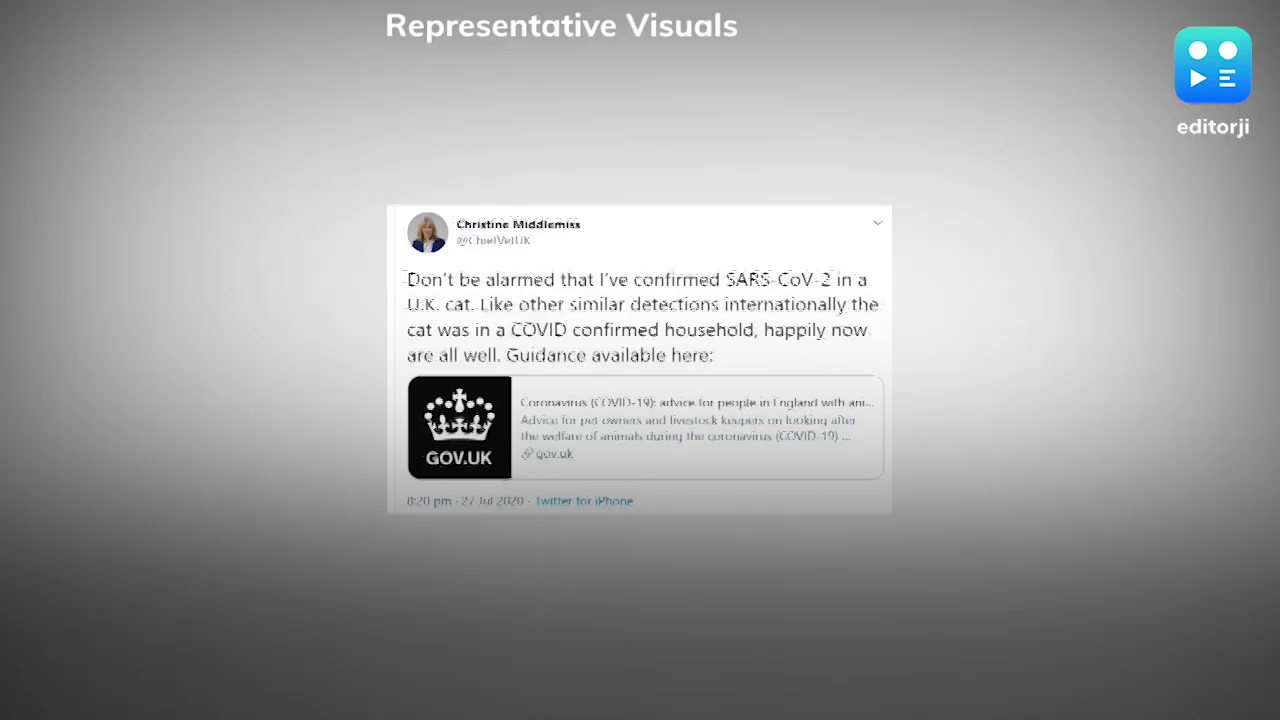 Representative Visuals
editorji
Christine Middlemiss
@ChiefVetUK
Don't be alarmed that I've confirmed SARS-CoV-2 in a
U.K. cat. Like other similar detections internationally the
cat was in a COVID confirmed household, happily now
are all well. Guidance available here:
GOV.UK
Coronavirus (COVID-19): advice for people in England with ani...
Advice for pet owners and livestock keepers on looking after
the welfare of animals during the coronavirus (COVID-19) ...
gov.uk
8:20 pm · 27 Jul 2020 · Twitter for iPhone